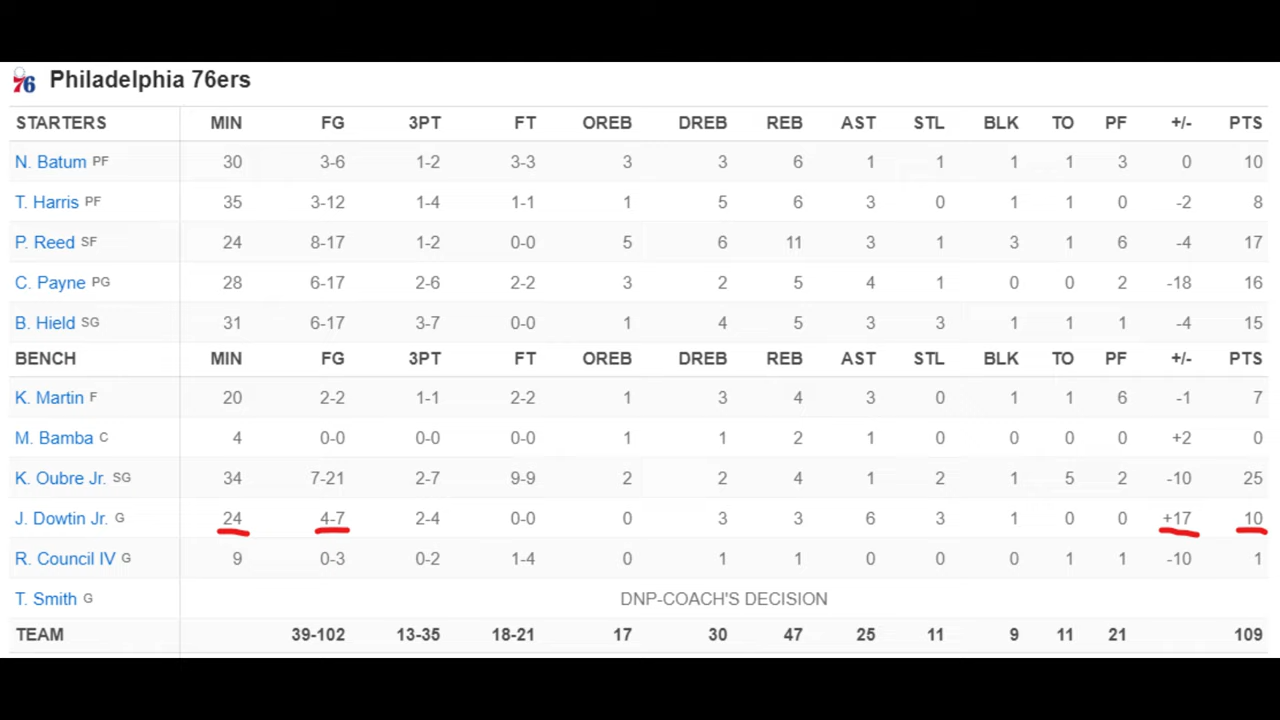 76 Philadelphia 76ers
STARTERS MIN FG 3PT FT OREB DREB REB AST STL BLK TO PF +/- PTS
N. Batum PF 30 3-6 1-2 3-3 3 3 6 1 1 1 1 3 0 10
T. Harris PF 35 3-12 1-4 1-1 1 5 6 3 0 1 1 0 -2 8
P. Reed SF 24 8-17 1-2 0-0 5 6 11 3 1 3 1 6 -4 17
C. Payne PG 28 6-17 2-6 2-2 3 2 5 4 1 0 0 2 -18 16
B. Hield SG 31 6-17 3-7 0-0 1 4 5 3 3 1 1 1 -4 15
BENCH MIN FG 3PT FT OREB DREB REB AST STL BLK TO PF +/- PTS
K. Martin F 20 2-2 1-1 2-2 1 3 4 3 0 1 1 6 -1 7
M. Bamba C 4 0-0 0-0 0-0 1 1 2 1 0 0 0 0 +2 0
K. Oubre Jr. SG 34 7-21 2-7 9-9 2 2 4 1 2 1 5 2 -10 25
J. Dowtin Jr. G 24 4-7 2-4 0-0 0 3 3 6 3 1 0 0 +17 10
R. Council IV G 9 0-3 0-2 1-4 0 1 1 0 0 0 1 1 -10 1
T. Smith G DNP-COACH'S DECISION
TEAM 39-102 13-35 18-21 17 30 47 25 11 9 11 21 109